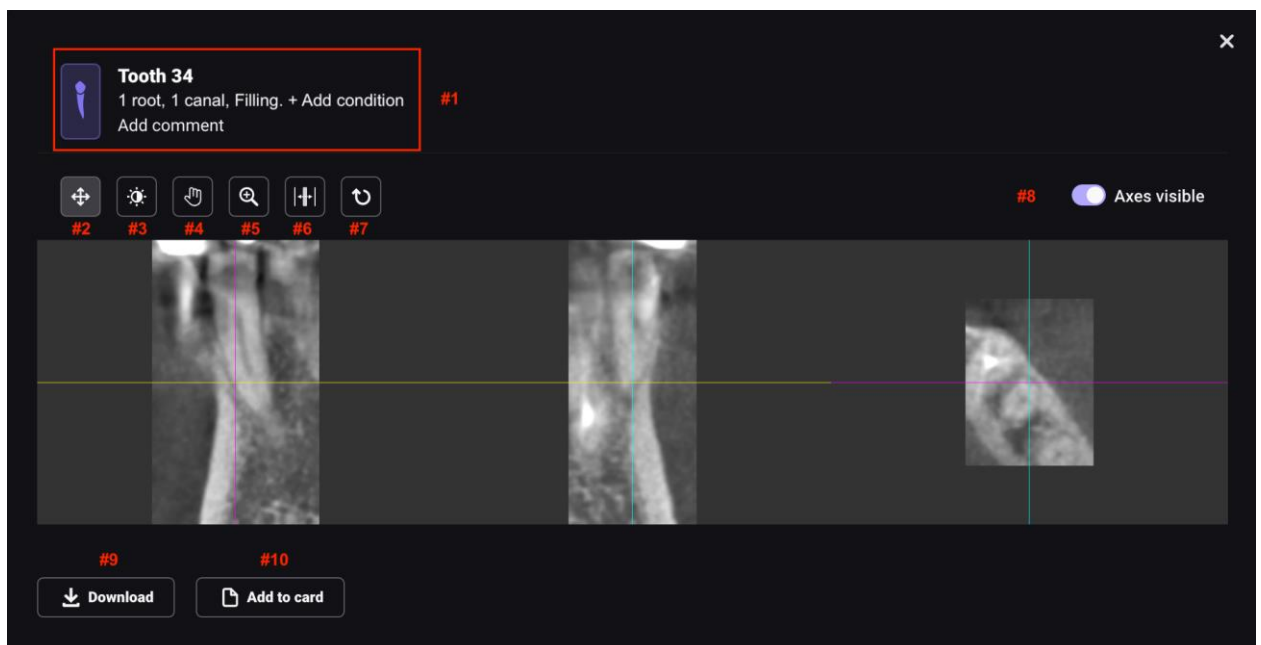 Tooth 34
1 root, 1 canal, Filling. + Add condition
Add comment
#1
#8 Axes visible
#2 #3 #4 #5 #6 #7
#9 #10
Download Add to card